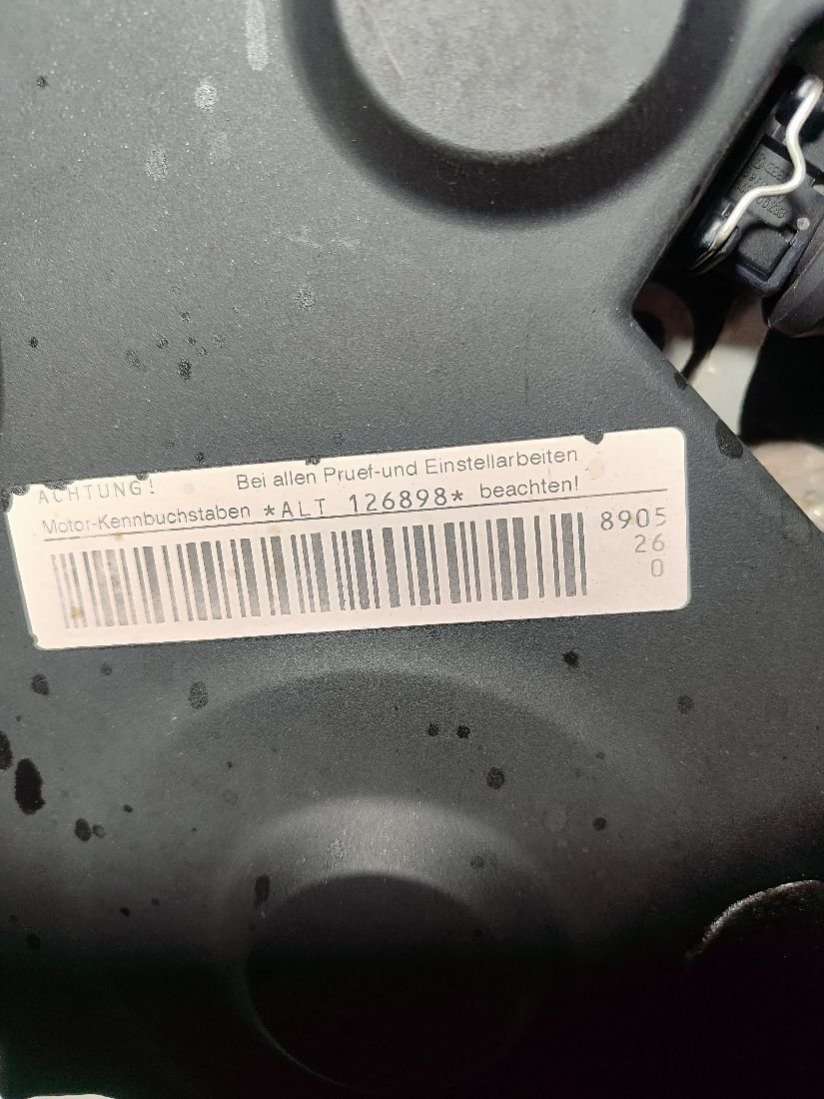 ACHTUNG! Bei allen Pruef-und Einstellarbeiten
Motor-Kennbuchstaben *ALT 126898* beachten!
8905
26
0